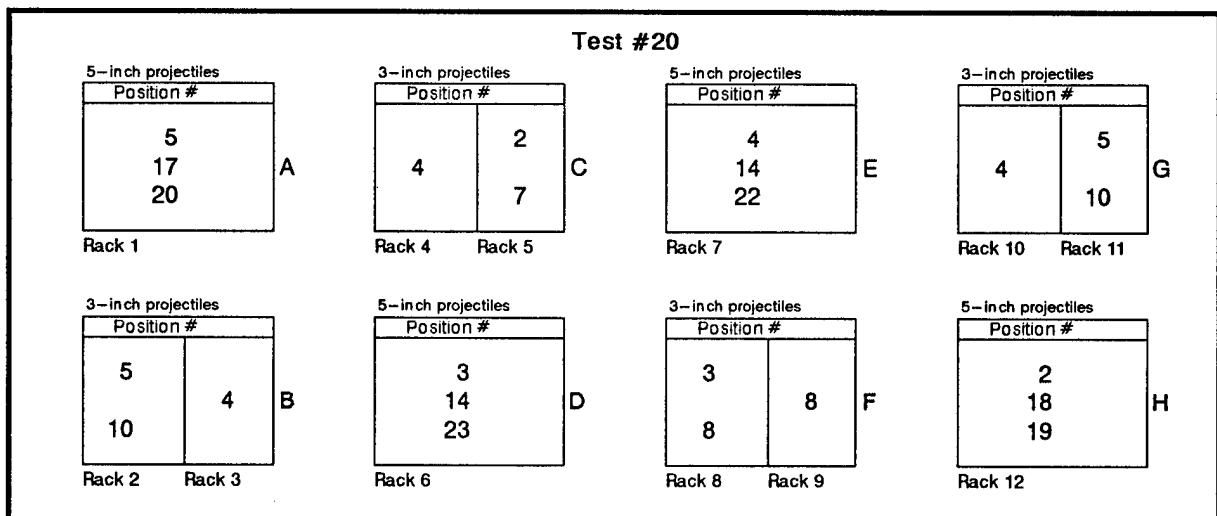 Test #20
5-inch projectiles
Position #
5
17
20
A
Rack 1
3-inch projectiles
Position #
4
2
7
C
Rack 4 Rack 5
5-inch projectiles
Position #
4
14
22
E
Rack 7
3-inch projectiles
Position #
4
5
10
G
Rack 10 Rack 11
3-inch projectiles
Position #
5
10
4
B
Rack 2 Rack 3
5-inch projectiles
Position #
3
14
23
D
Rack 6
3-inch projectiles
Position #
3
8
8
F
Rack 8 Rack 9
5-inch projectiles
Position #
2
18
19
H
Rack 12